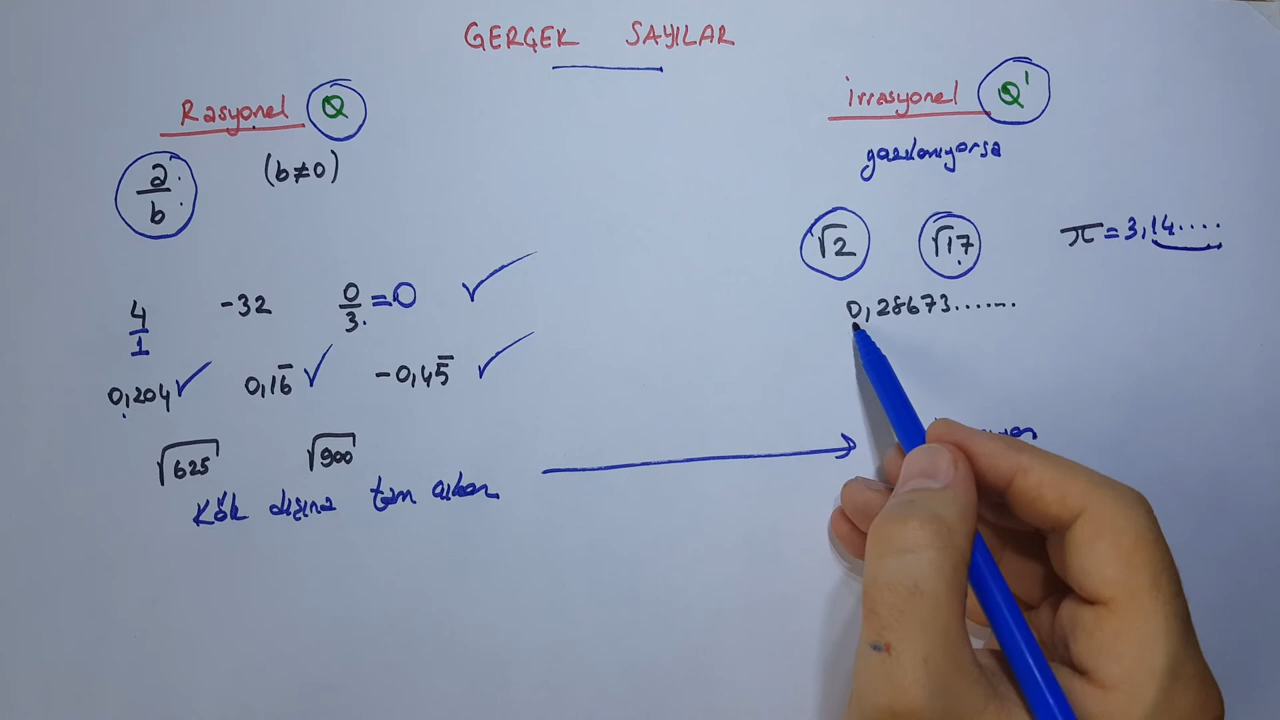 GERÇEK SAYILAR
Rasyonel Q
a/b (b≠0)
4/1 -32 0/3 = 0 ✓
0,204 ✓ 0,16̅ ✓ -0,45̅ ✓
√625 √900
Kök dışına tam çıkan
irrasyonel Q'
yazılamıyorsa
√2 √17 π = 3,14....
0,28673.......